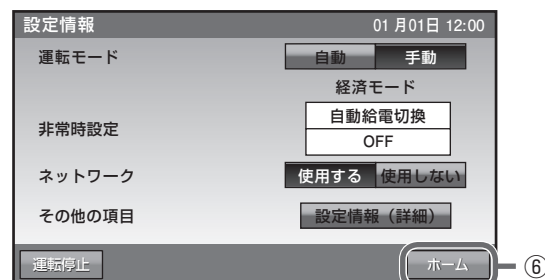 設定情報 01月01日 12:00
運転モード 自動 手動
経済モード
非常時設定 自動給電切換
OFF
ネットワーク 使用する 使用しない
その他の項目 設定情報（詳細）
運転停止 ホーム ⑥